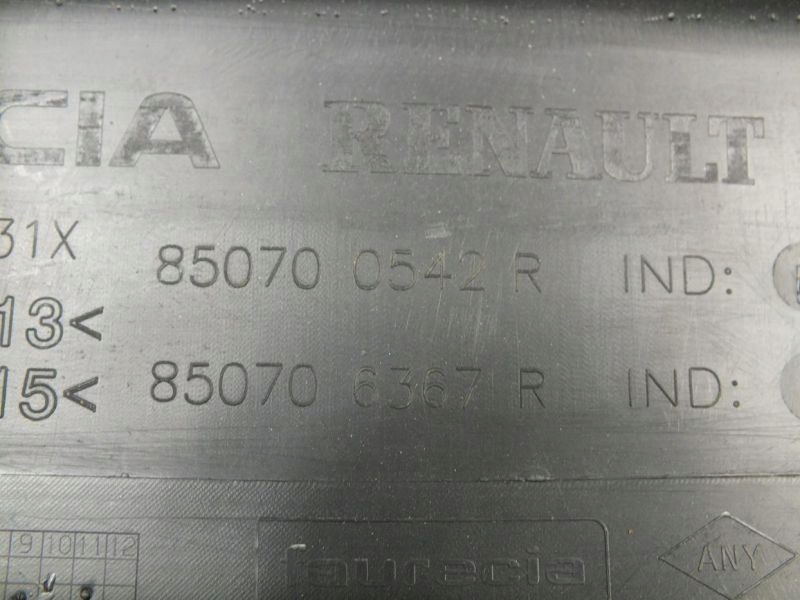 CIA RENAULT
31X 85070 0542 R IND:
13<
15< 85070 6367 R IND:
9 10 11 12
faurecia
ANY